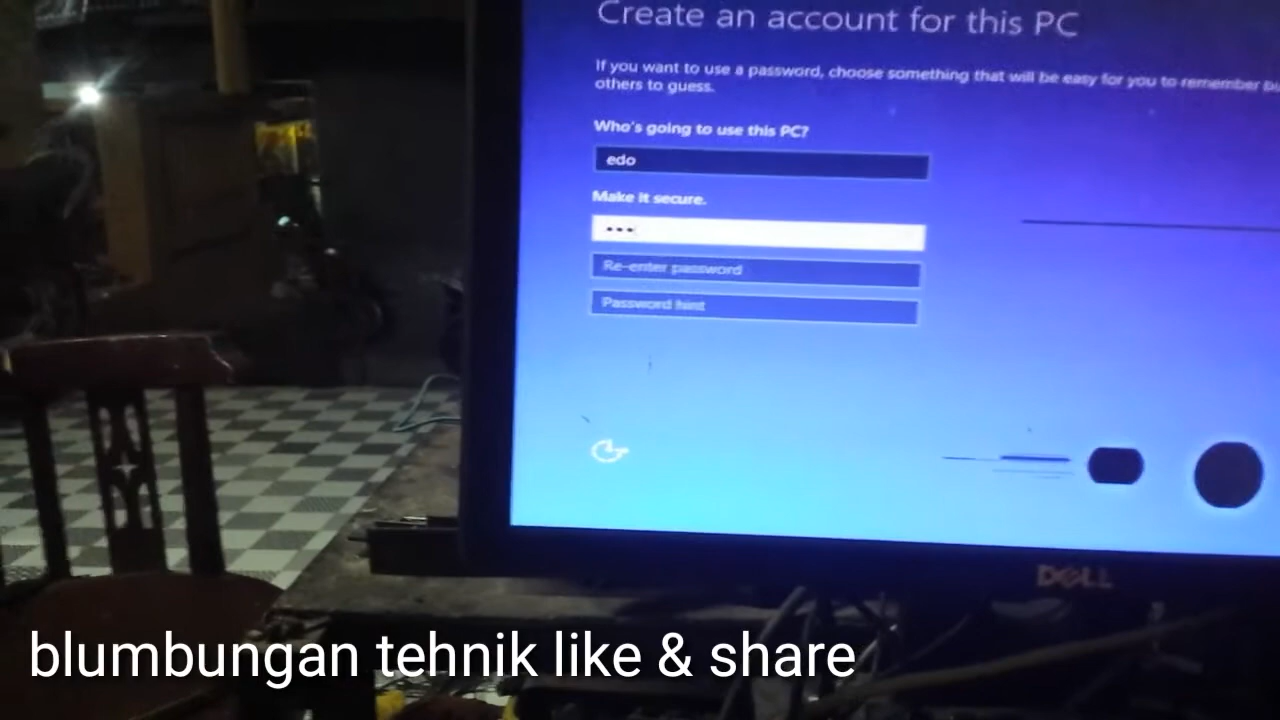 Create an account for this PC
If you want to use a password, choose something that will be easy for you to remember bu
others to guess.
Who's going to use this PC?
edo
Make it secure.
•••
Re-enter password
Password hint
DELL
blumbungan tehnik like & share